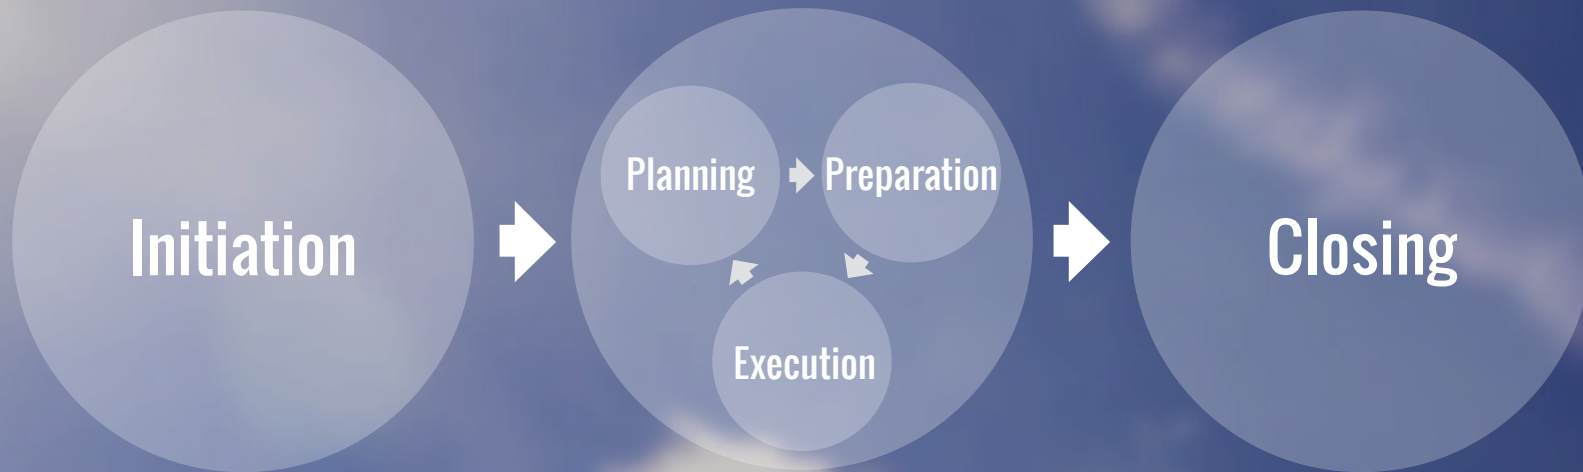 Initiation
Planning
Preparation
Execution
Closing